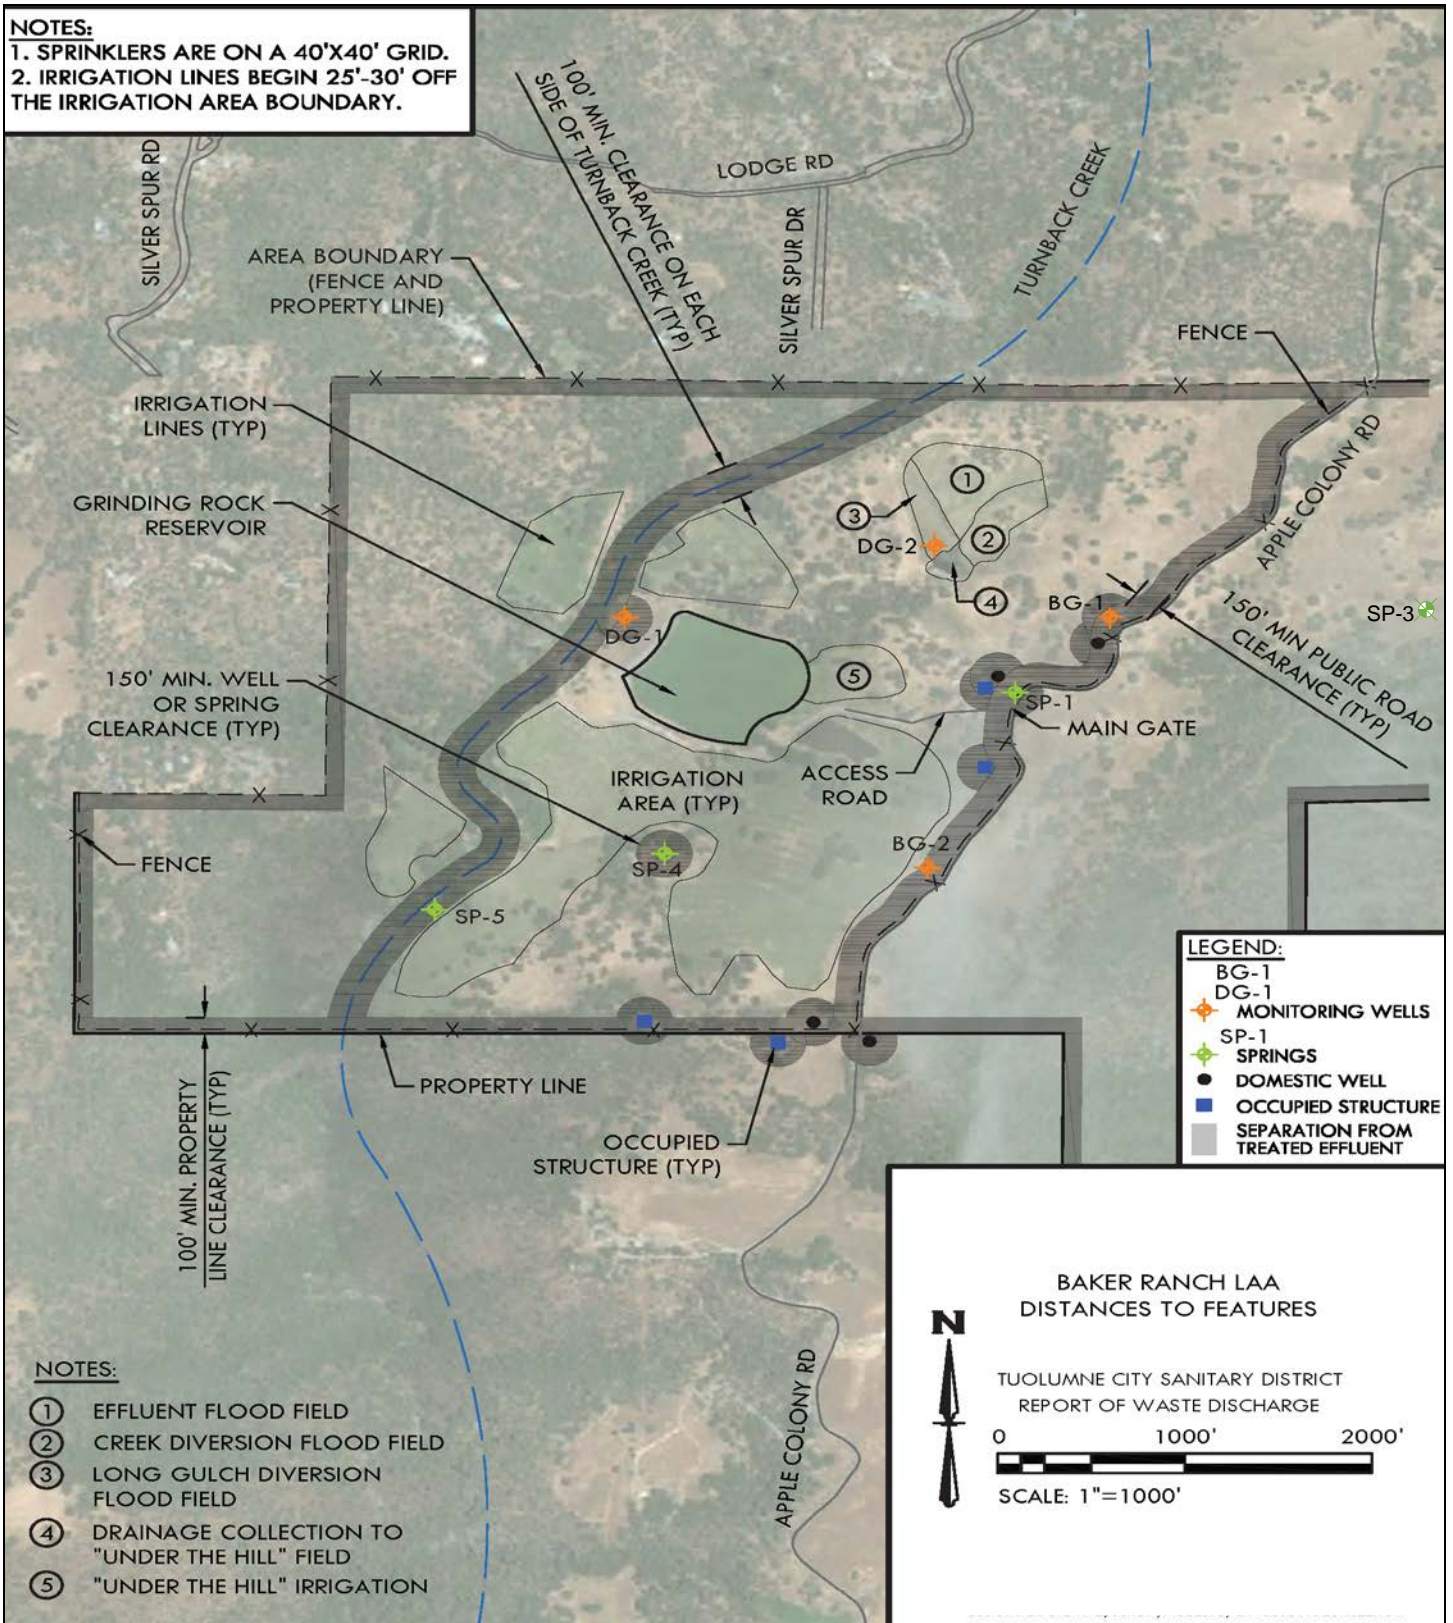 NOTES:
1. SPRINKLERS ARE ON A 40'X40' GRID.
2. IRRIGATION LINES BEGIN 25'-30' OFF
THE IRRIGATION AREA BOUNDARY.
SILVER SPUR RD
100' MIN. CLEARANCE ON EACH
SIDE OF TURNBACK CREEK (TYP)
LODGE RD
SILVER SPUR DR
TURNBACK CREEK
AREA BOUNDARY
(FENCE AND
PROPERTY LINE)
FENCE
IRRIGATION
LINES (TYP)
APPLE COLONY RD
GRINDING ROCK
RESERVOIR
1
3
2
DG-2
4
BG-1
DG-1
SP-3
150' MIN PUBLIC ROAD
CLEARANCE (TYP)
150' MIN. WELL
OR SPRING
CLEARANCE (TYP)
5
SP-1
MAIN GATE
IRRIGATION
AREA (TYP)
ACCESS
ROAD
FENCE
BG-2
SP-4
SP-5
LEGEND:
BG-1
DG-1
MONITORING WELLS
SP-1
SPRINGS
DOMESTIC WELL
OCCUPIED STRUCTURE
SEPARATION FROM
TREATED EFFLUENT
PROPERTY LINE
100' MIN. PROPERTY
LINE CLEARANCE (TYP)
OCCUPIED
STRUCTURE (TYP)
APPLE COLONY RD
NOTES:
1 EFFLUENT FLOOD FIELD
2 CREEK DIVERSION FLOOD FIELD
3 LONG GULCH DIVERSION
FLOOD FIELD
4 DRAINAGE COLLECTION TO
"UNDER THE HILL" FIELD
5 "UNDER THE HILL" IRRIGATION
BAKER RANCH LAA
DISTANCES TO FEATURES
N
TUOLUMNE CITY SANITARY DISTRICT
REPORT OF WASTE DISCHARGE
0 1000' 2000'
SCALE: 1"=1000'